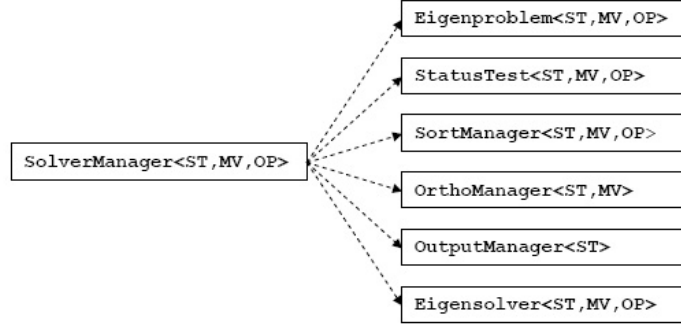 Eigenproblem<ST,MV,OP>
StatusTest<ST,MV,OP>
SortManager<ST,MV,OP>
SolverManager<ST,MV,OP>
OrthoManager<ST,MV>
OutputManager<ST>
Eigensolver<ST,MV,OP>